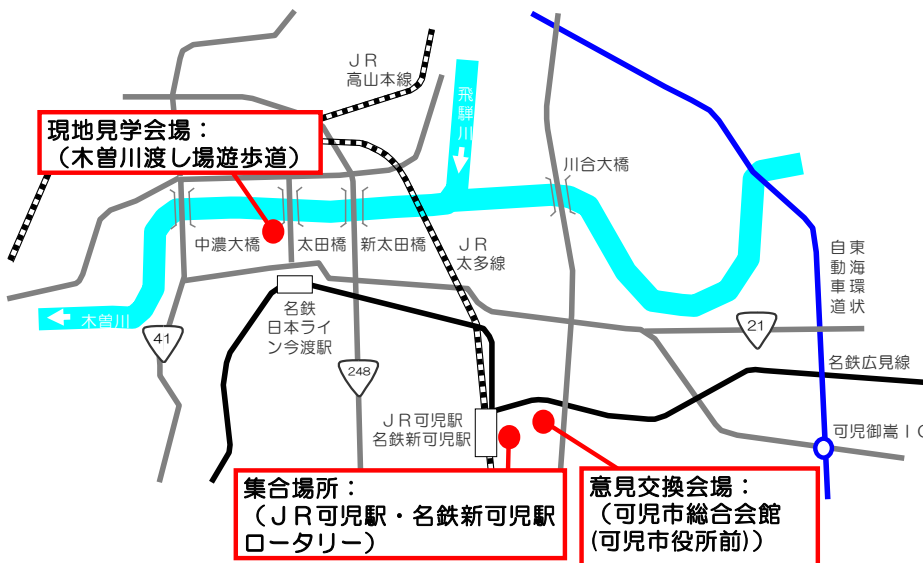 ＪＲ
高山本線
飛騨川
現地見学会場：
（木曽川渡し場遊歩道）
川合大橋
中濃大橋
太田橋
新太田橋
ＪＲ
太多線
自動車道
東海環状
木曽川
名鉄
日本ライ
ン今渡駅
41
21
248
名鉄広見線
ＪＲ可児駅
名鉄新可児駅
可児御嵩ＩＣ
集合場所：
（ＪＲ可児駅・名鉄新可児駅
ロータリー）
意見交換会場：
（可児市総合会館
(可児市役所前)）